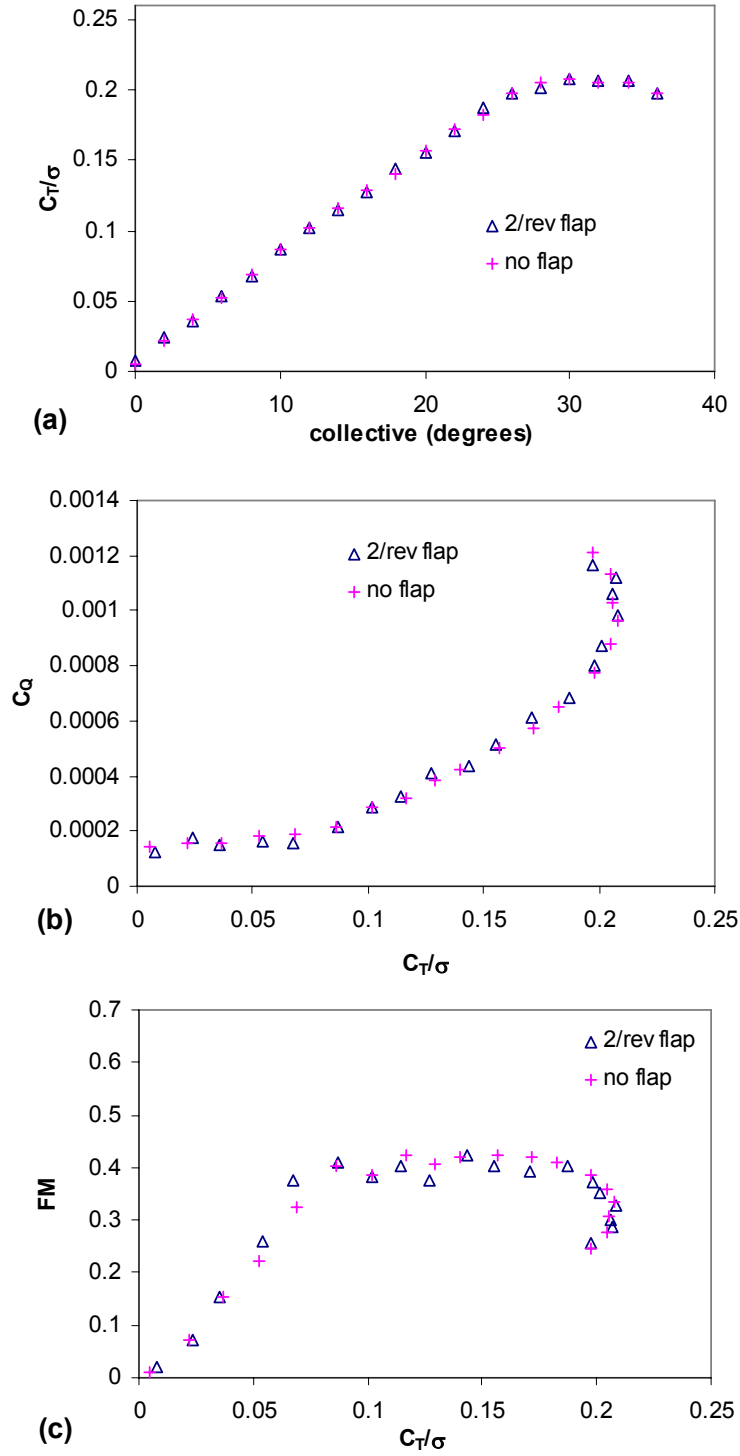 0.25
0.2
0.15
0.1
0.05
0
C_T/σ
2/rev flap
no flap
0 10 20 30 40
collective (degrees)
(a)
0.0014
0.0012
0.001
0.0008
0.0006
0.0004
0.0002
0
C_Q
2/rev flap
no flap
0 0.05 0.1 0.15 0.2 0.25
C_T/σ
(b)
0.7
0.6
0.5
0.4
0.3
0.2
0.1
0
FM
2/rev flap
no flap
0 0.05 0.1 0.15 0.2 0.25
C_T/σ
(c)